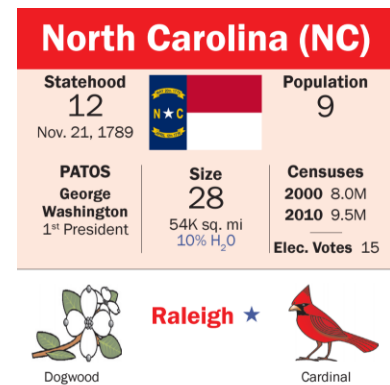 North Carolina (NC)
Statehood
12
Nov. 21, 1789
N C
Population
9
PATOS
George
Washington
1st President
Size
28
54K sq. mi
10% H20
Censuses
2000 8.0M
2010 9.5M
Elec. Votes 15
Raleigh
Dogwood
Cardinal